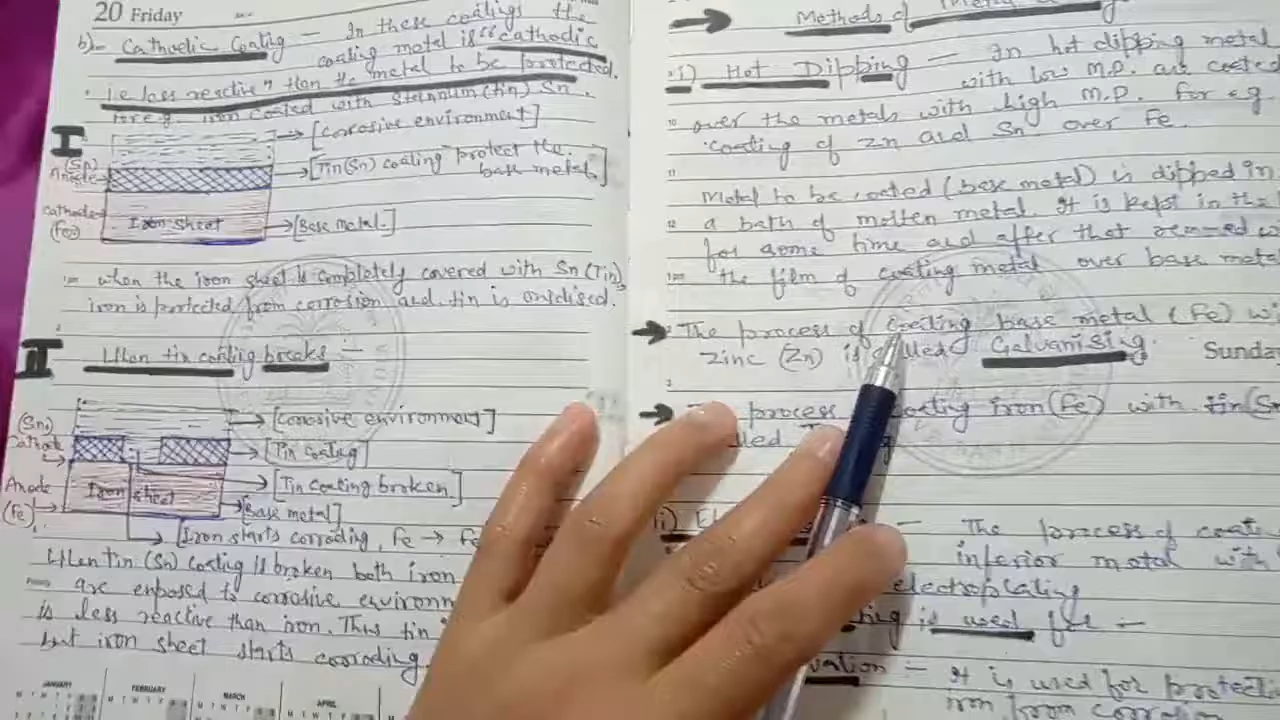 20 Friday
b)- Cathodic Coating - In these coatings the
coating metal is "cathodic
i.e less reactive" than the metal to be protected.
for e.g iron coated with stannum (tin) Sn.
I
[corrosive environment]
(Sn)
Anode
[Tin(Sn) coating protect the
base metal]
Cathode
(Fe)
Iron sheet
[Base metal.]
when the iron sheet is completely covered with Sn (Tin),
iron is protected from corrosion and tin is oxidised.
II
When tin coating breaks :-
(Sn)
Cathode
[corrosive environment]
[Tin coating]
[Tin coating broken]
Anode
(Fe)
Iron sheet
[Base metal]
[Iron starts corroding, Fe → Fe
When tin (Sn) coating is broken both iron
are exposed to corrosive environm
is less reactive than iron. Thus tin
but iron sheet starts corroding.
JANUARY
FEBRUARY
MARCH
APRIL
Methods of
i) Hot Dipping - In hot dipping metal
with low M.P. are coated
over the metals with high M.P. For e.g.
coating of Zn and Sn over Fe.
Metal to be coated (base metal) is dipped in
a bath of molten metal. It is kept in the
for some time and after that removed w
the film of coating metal over base metal
The process of coating base metal (Fe) wi
Zinc (Zn) is called Galvanising.
Sunday
process coating iron (Fe) with tin (Sn
- The process of coati
inferior metal with
electroplating
is used for -
- It is used for protecti
iron from corrosion